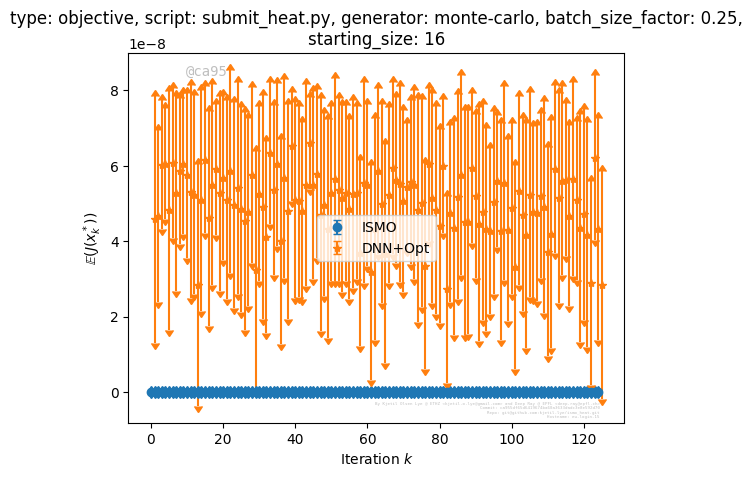 type: objective, script: submit_heat.py, generator: monte-carlo, batch_size_factor: 0.25,
starting_size: 16
1e−8
@ca95
8
6
4
2
0
𝔼(J(x*ₖ))
ISMO
DNN+Opt
0 20 40 60 80 100 120
Iteration k